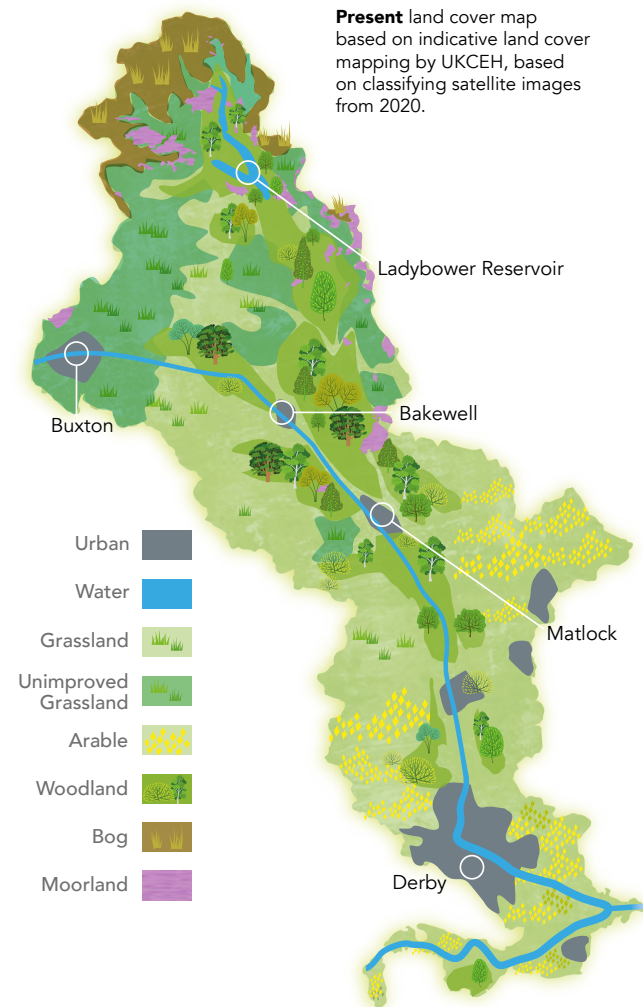 Present land cover map
based on indicative land cover
mapping by UKCEH, based
on classifying satellite images
from 2020.
Ladybower Reservoir
Buxton
Bakewell
Matlock
Derby
Urban
Water
Grassland
Unimproved
Grassland
Arable
Woodland
Bog
Moorland